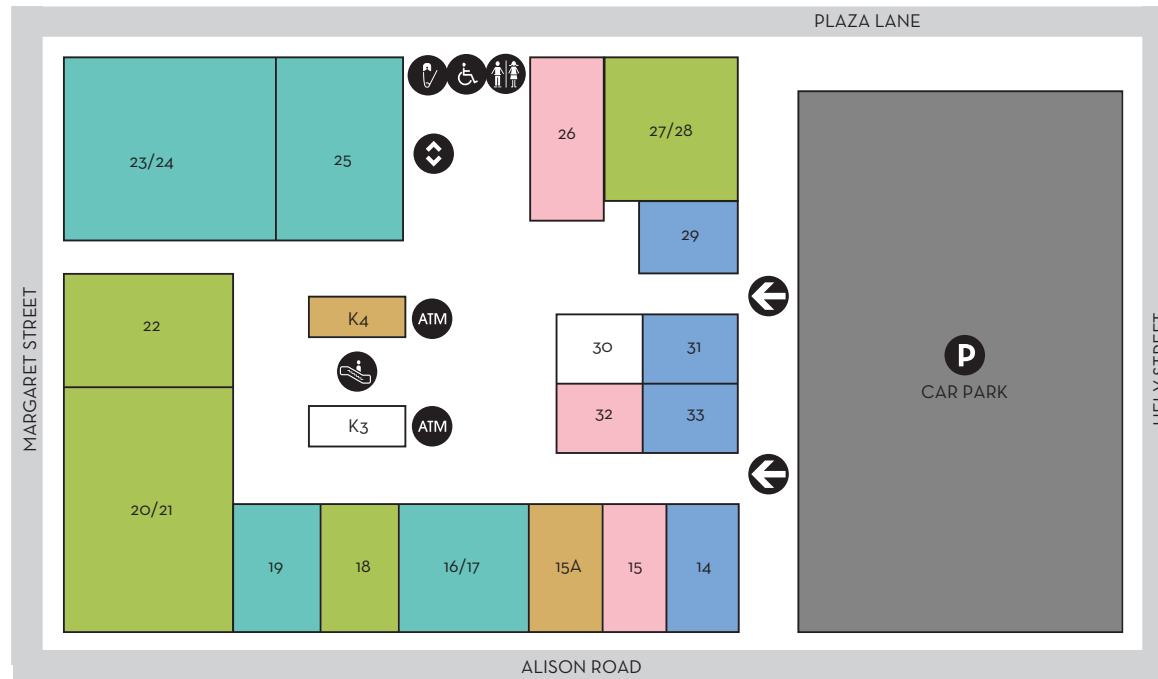 PLAZA LANE
23/24
25
26
27/28
29
MARGARET STREET
22
K4
ATM
30
31
P
CAR PARK
K3
ATM
32
33
20/21
19
18
16/17
15A
15
14
ALISON ROAD